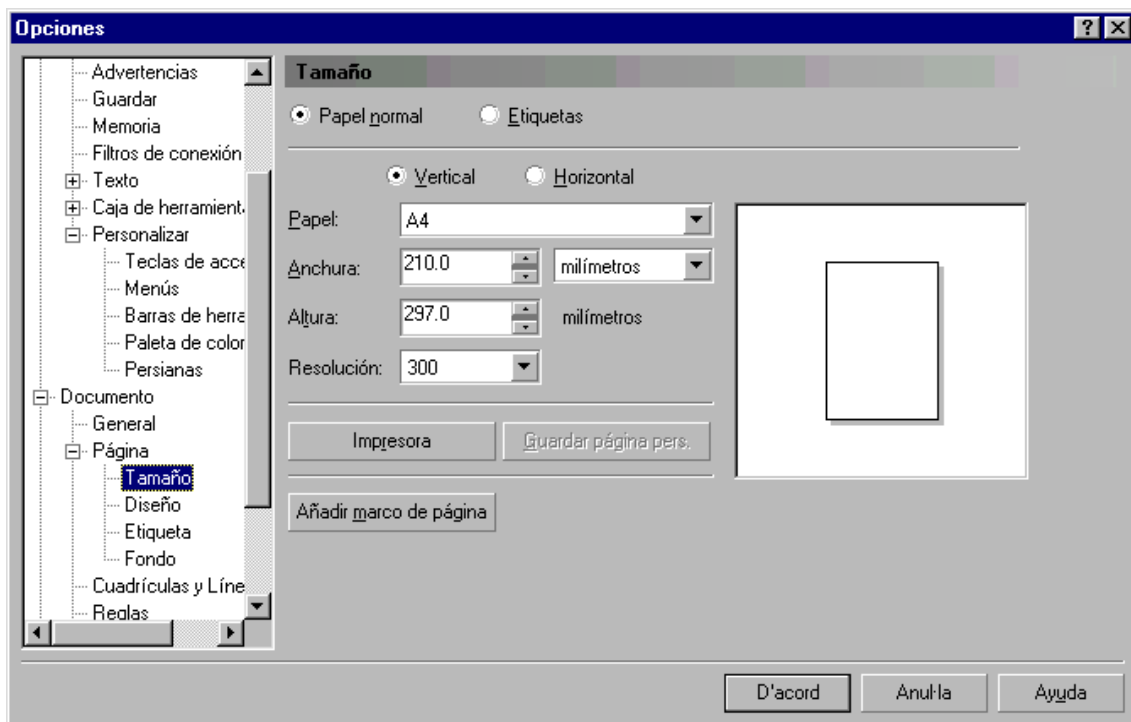 Opciones
Advertencias
Guardar
Memoria
Filtros de conexión
Texto
Caja de herramient
Personalizar
Teclas de acce
Menús
Barras de herra
Paleta de color
Persianas
Documento
General
Página
Tamaño
Diseño
Etiqueta
Fondo
Cuadrículas y Líne
Reglas
Tamaño
Papel normal Etiquetas
Vertical Horizontal
Papel: A4
Anchura: 210.0 milímetros
Altura: 297.0 milímetros
Resolución: 300
Impresora Guardar página pers.
Añadir marco de página
D'acord Anul·la Ayuda